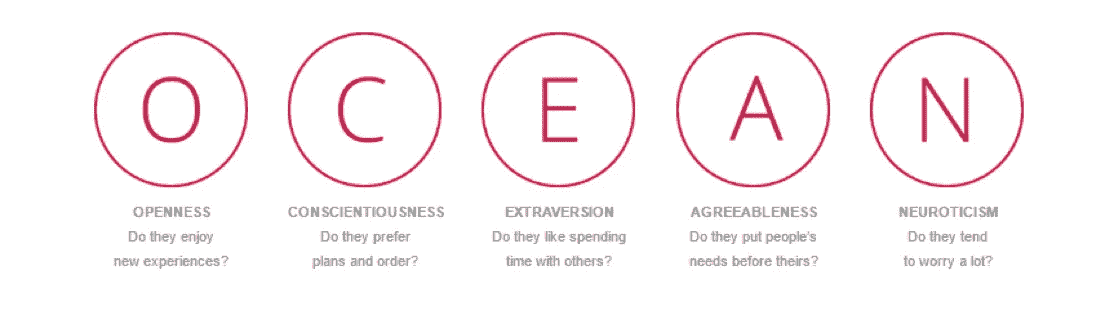 O C E A N
OPENNESS CONSCIENTIOUSNESS EXTRAVERSION AGREEABLENESS NEUROTICISM
Do they enjoy Do they prefer Do they like spending Do they put people's Do they tend
new experiences? plans and order? time with others? needs before theirs? to worry a lot?